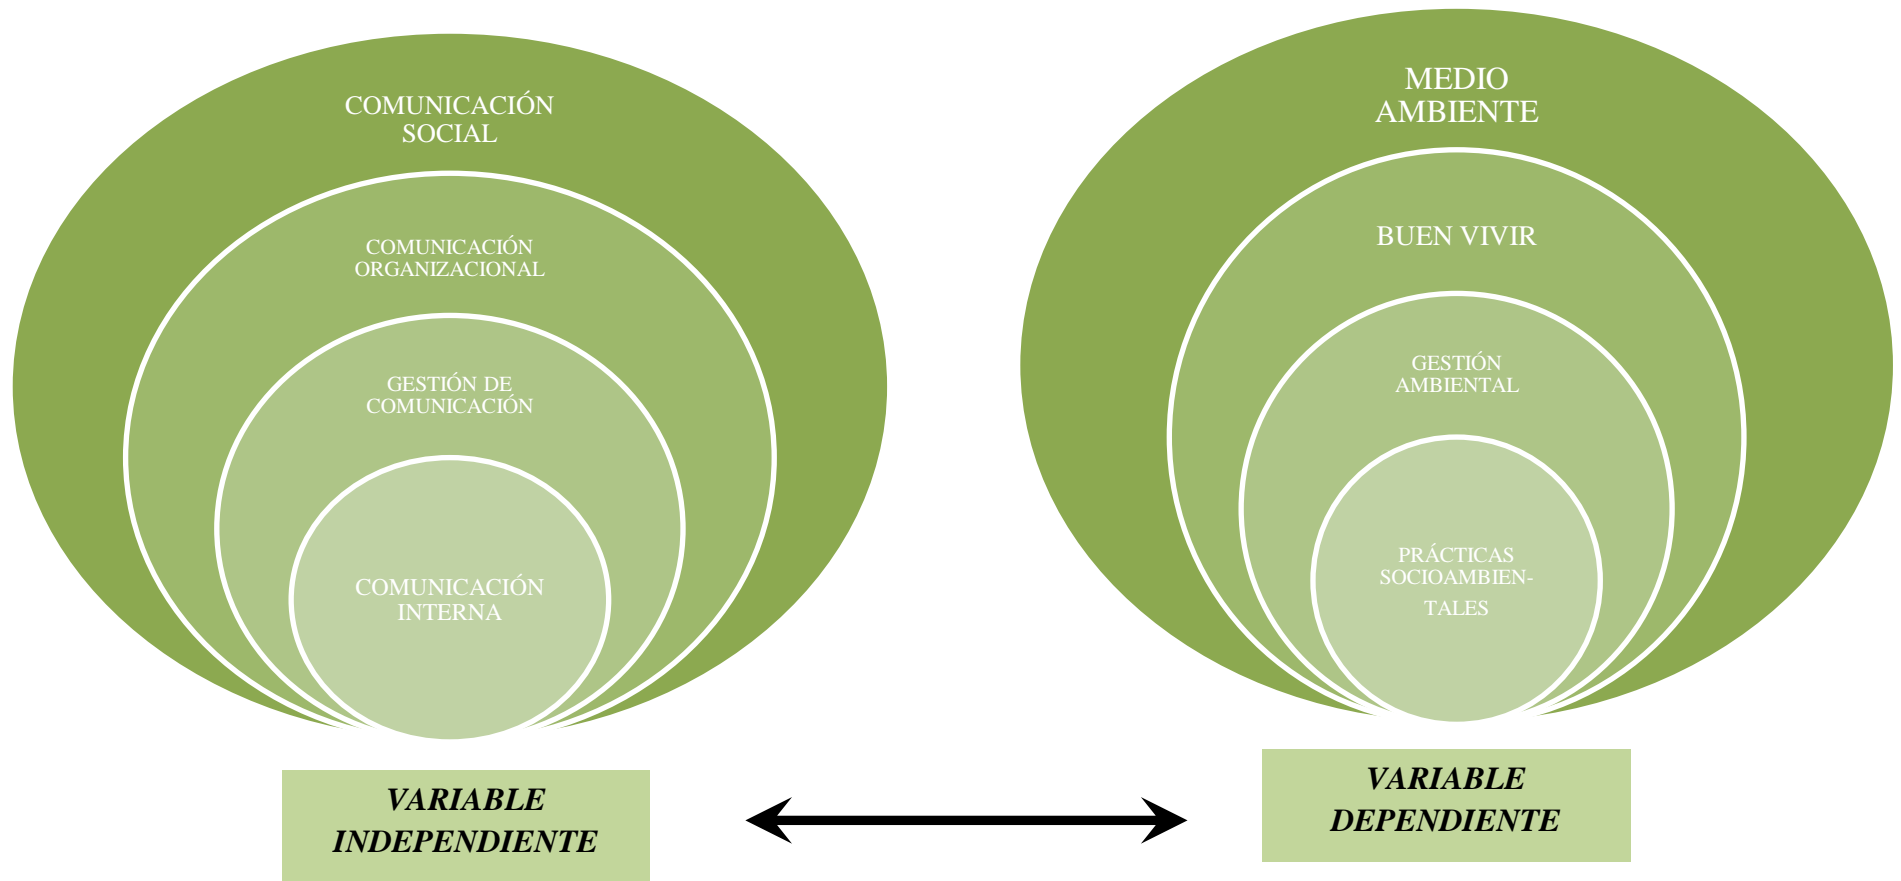 COMUNICACIÓN
SOCIAL
COMUNICACIÓN
ORGANIZACIONAL
GESTIÓN DE
COMUNICACIÓN
COMUNICACIÓN
INTERNA
VARIABLE
INDEPENDIENTE
MEDIO
AMBIENTE
BUEN VIVIR
GESTIÓN
AMBIENTAL
PRÁCTICAS
SOCIOAMBIEN-
TALES
VARIABLE
DEPENDIENTE